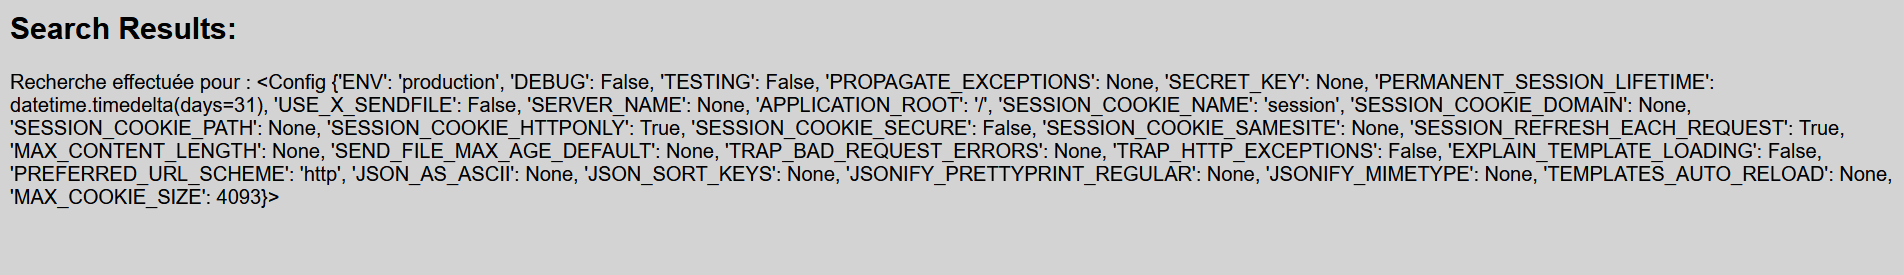 Search Results:
Recherche effectuée pour : <Config {'ENV': 'production', 'DEBUG': False, 'TESTING': False, 'PROPAGATE_EXCEPTIONS': None, 'SECRET_KEY': None, 'PERMANENT_SESSION_LIFETIME':
datetime.timedelta(days=31), 'USE_X_SENDFILE': False, 'SERVER_NAME': None, 'APPLICATION_ROOT': '/', 'SESSION_COOKIE_NAME': 'session', 'SESSION_COOKIE_DOMAIN': None,
'SESSION_COOKIE_PATH': None, 'SESSION_COOKIE_HTTPONLY': True, 'SESSION_COOKIE_SECURE': False, 'SESSION_COOKIE_SAMESITE': None, 'SESSION_REFRESH_EACH_REQUEST': True,
'MAX_CONTENT_LENGTH': None, 'SEND_FILE_MAX_AGE_DEFAULT': None, 'TRAP_BAD_REQUEST_ERRORS': None, 'TRAP_HTTP_EXCEPTIONS': False, 'EXPLAIN_TEMPLATE_LOADING': False,
'PREFERRED_URL_SCHEME': 'http', 'JSON_AS_ASCII': None, 'JSON_SORT_KEYS': None, 'JSONIFY_PRETTYPRINT_REGULAR': None, 'JSONIFY_MIMETYPE': None, 'TEMPLATES_AUTO_RELOAD': None,
'MAX_COOKIE_SIZE': 4093}>